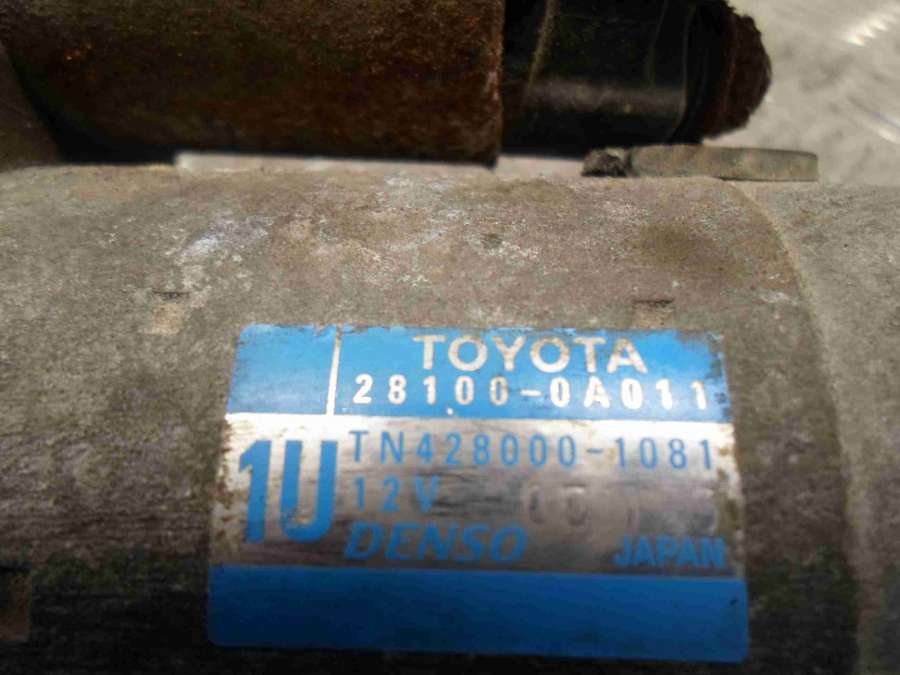 TOYOTA
28100-0A011
1U
TN428000-1081
12V
DENSO
JAPAN